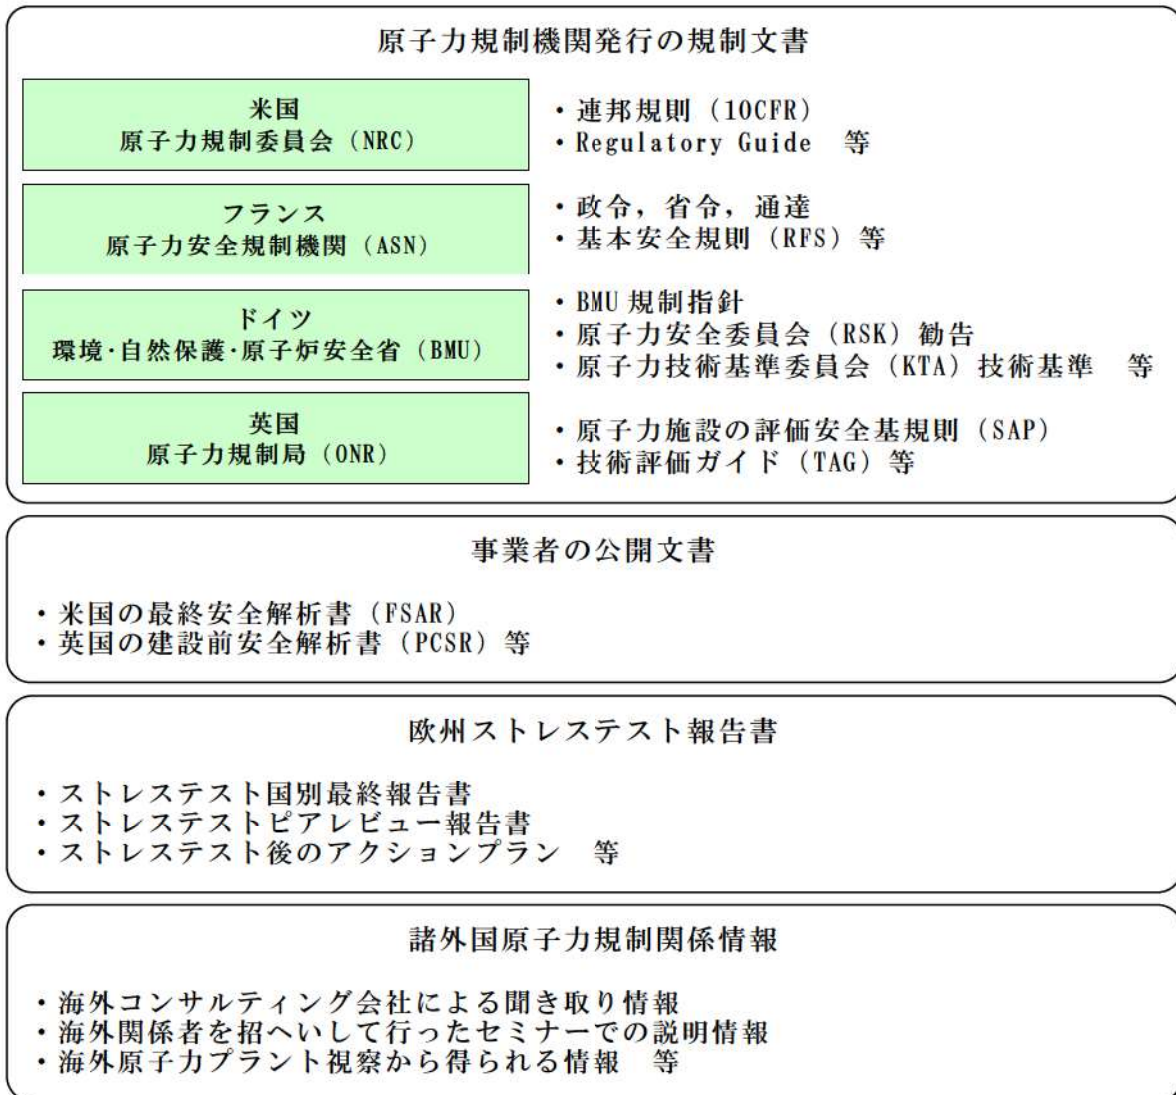 原子力規制機関発行の規制文書
米国
原子力規制委員会（NRC）
・連邦規則（10CFR）
・Regulatory Guide 等
フランス
原子力安全規制機関（ASN）
・政令，省令，通達
・基本安全規則（RFS）等
ドイツ
環境・自然保護・原子炉安全省（BMU）
・BMU 規制指針
・原子力安全委員会（RSK）勧告
・原子力技術基準委員会（KTA）技術基準 等
英国
原子力規制局（ONR）
・原子力施設の評価安全基規則（SAP）
・技術評価ガイド（TAG）等
事業者の公開文書
・米国の最終安全解析書（FSAR）
・英国の建設前安全解析書（PCSR）等
欧州ストレステスト報告書
・ストレステスト国別最終報告書
・ストレステストピアレビュー報告書
・ストレステスト後のアクションプラン 等
諸外国原子力規制関係情報
・海外コンサルティング会社による聞き取り情報
・海外関係者を招へいして行ったセミナーでの説明情報
・海外原子力プラント視察から得られる情報 等